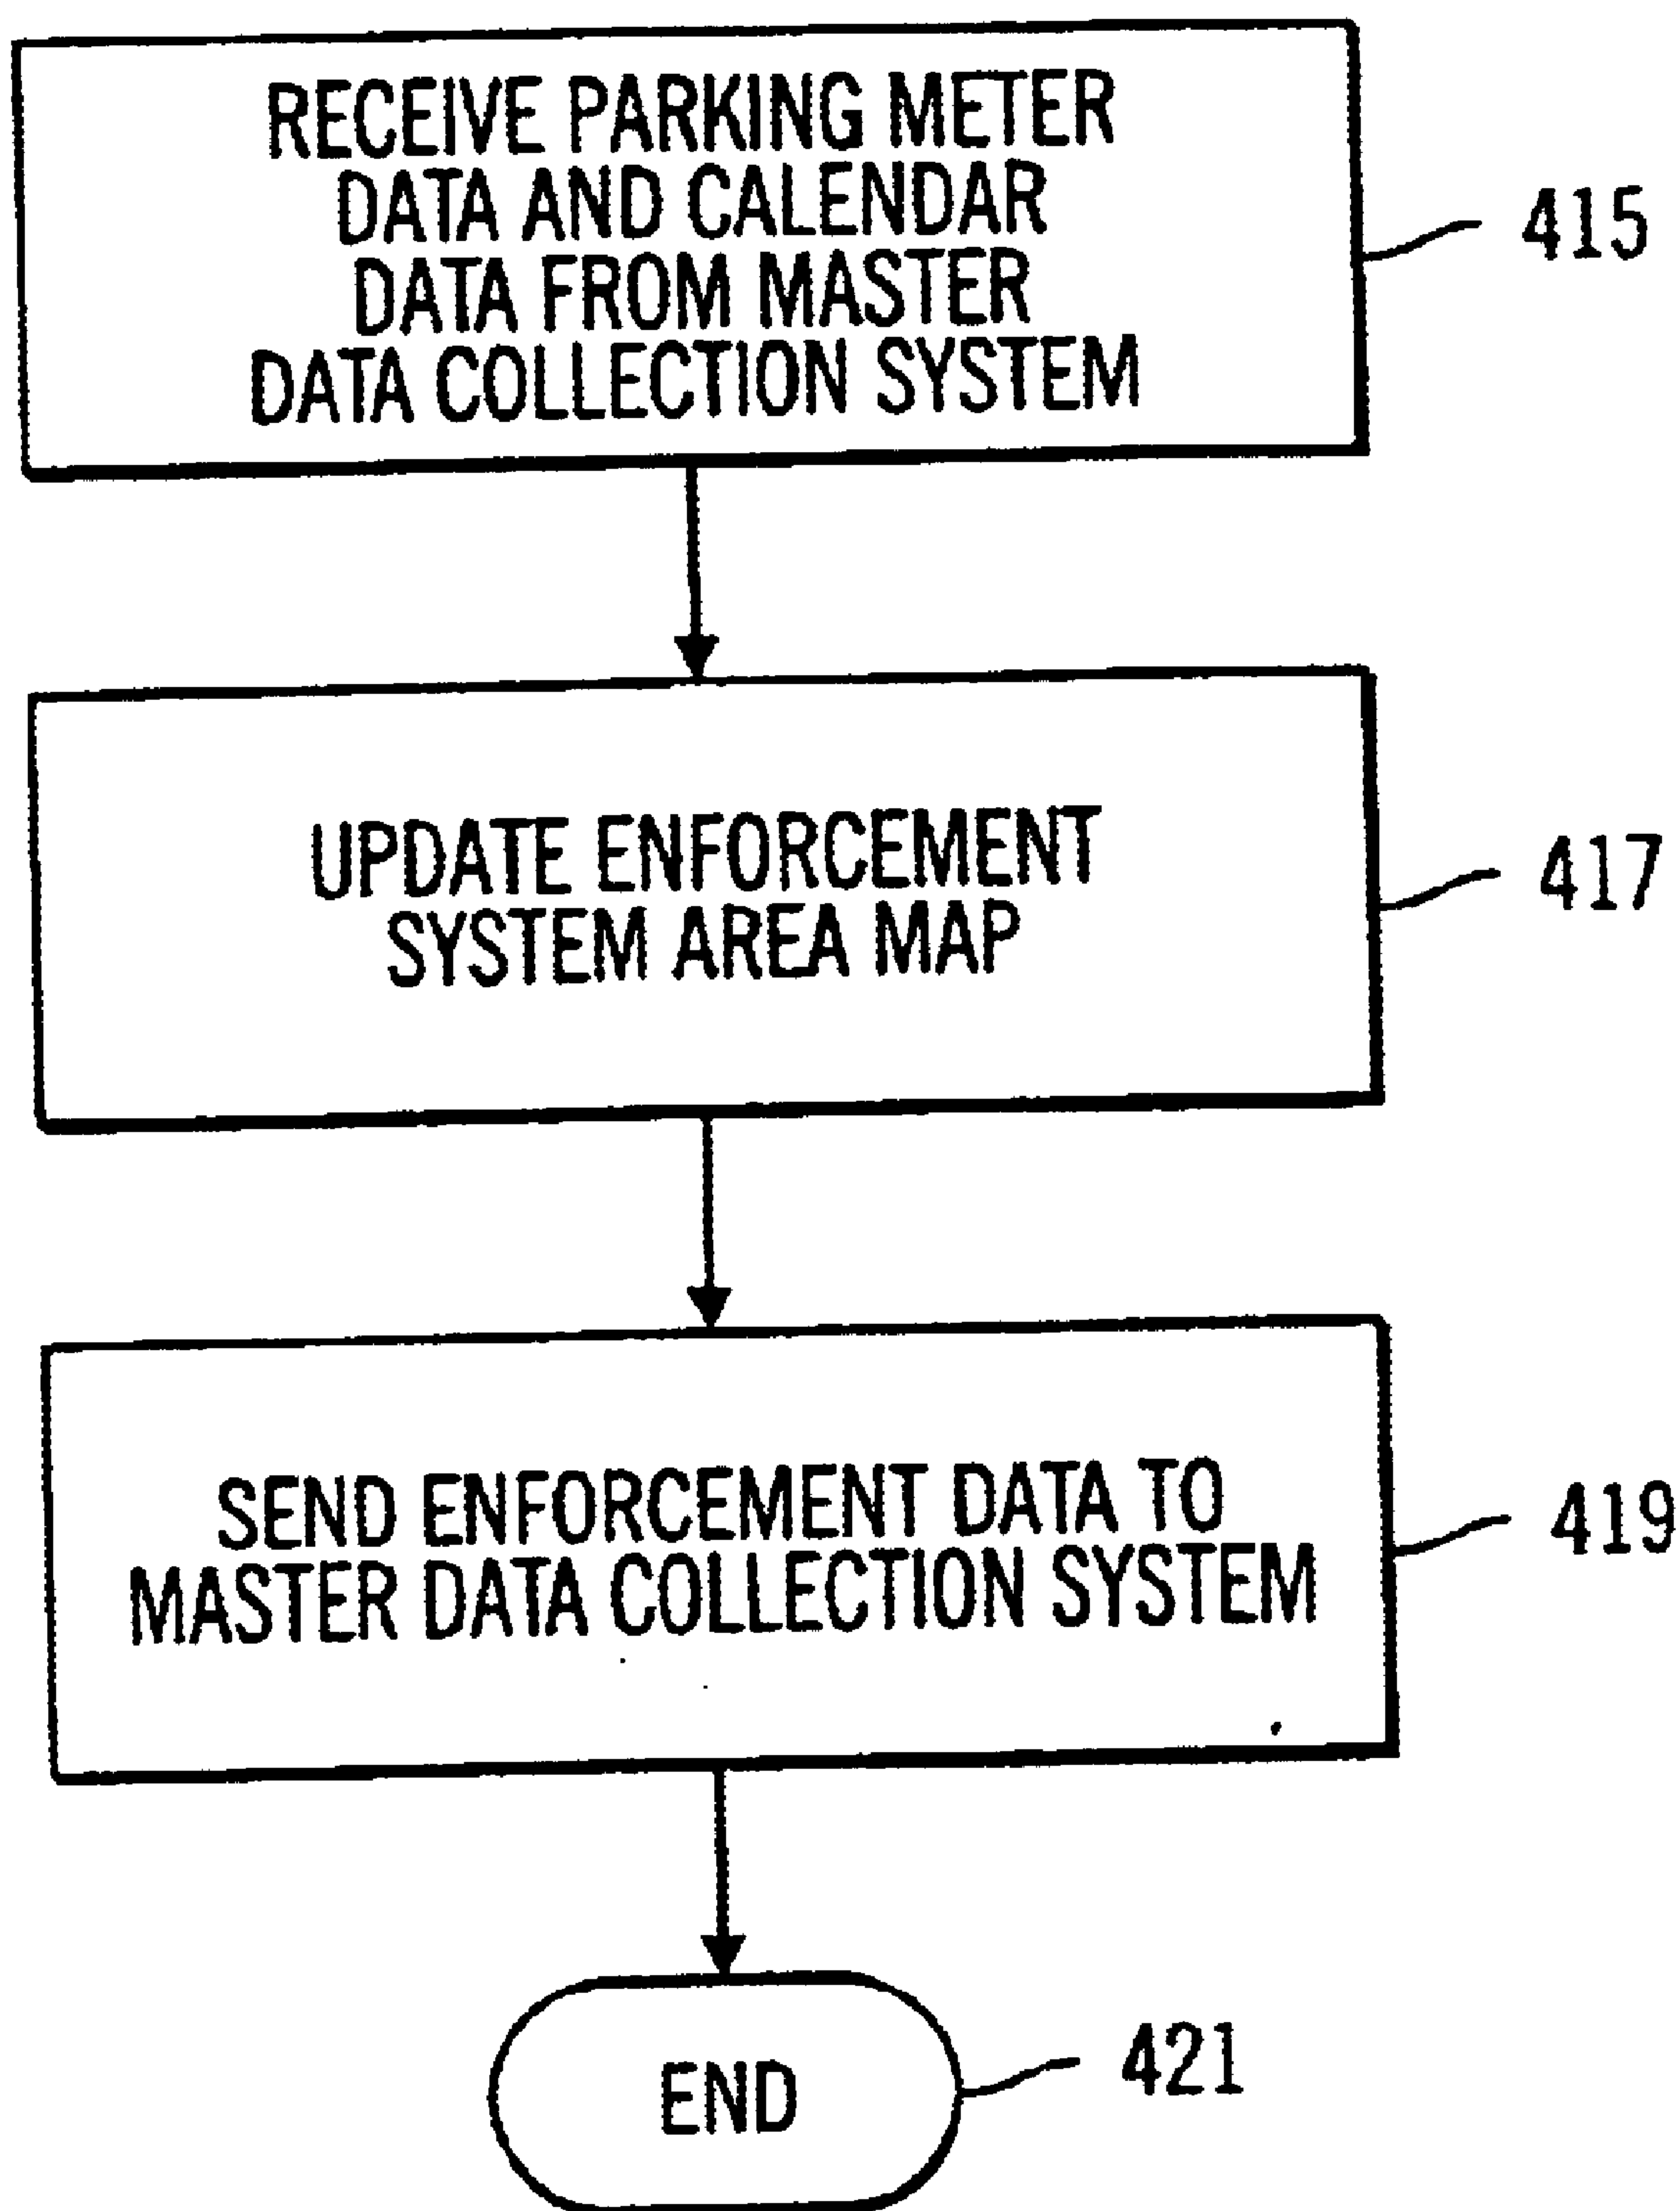 RECEIVE PARKING METER
DATA AND CALENDAR
DATA FROM MASTER
DATA COLLECTION SYSTEM
415
UPDATE ENFORCEMENT
SYSTEM AREA MAP
417
SEND ENFORCEMENT DATA TO
MASTER DATA COLLECTION SYSTEM
419
END
421